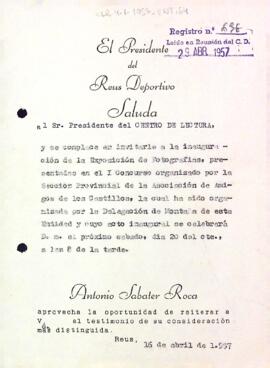 Registro n.º 636
Leído en Reunión del C. D.
25 ABR 1957
El Presidente
del
Reus Deportivo
Saluda
al Sr. Presidente del CENTRO DE LECTURA,
y se complace en invitarle a la inaugura-
ción de la Exposición de Fotografías, pre-
sentadas en el I Concurso organizado por la
Sección Provincial de la Asociación de Ami-
gos de los Castillos, la cual ha sido or-
ganizada por la Delegación de Montaña de esta
Entidad y cuyo acto inaugural se celebrará
D. m. el próximo sábado, día 20 del cte.,
a las 8 de la tarde.
Antonio Sabater Roca
aprovecha la oportunidad de reiterar a
V. el testimonio de su consideración
más distinguida.
Reus, 16 de abril de 1.957